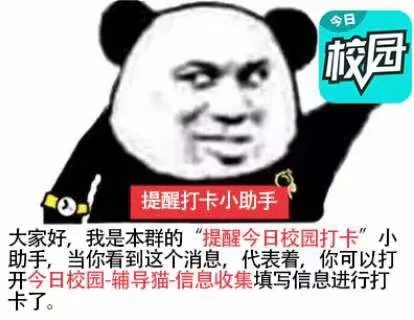 今日
校园
提醒打卡小助手
大家好，我是本群的“提醒今日校园打卡”小
助手，当你看到这个消息，代表着，你可以打
开今日校园-辅导猫-信息收集填写信息进行打
卡了。